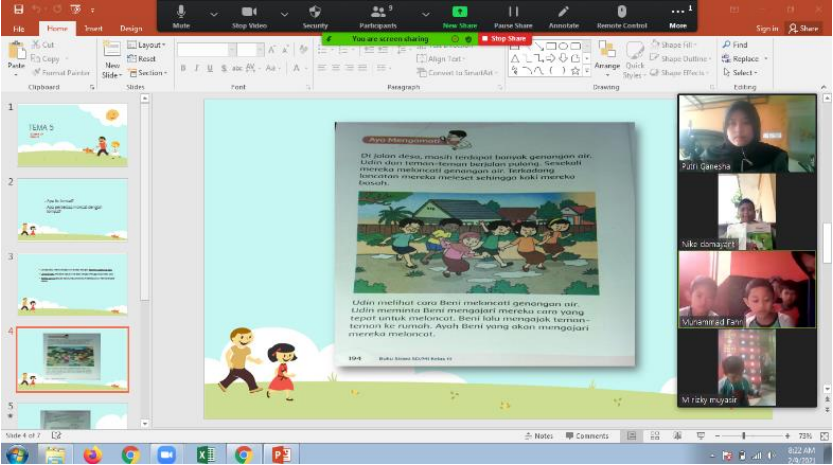 Mute
Stop Video
Security
Participants
9
New Share
Pause Share
Annotate
Remote Control
More
1
You are screen sharing
Stop Share
File
Home
Insert
Design
Sign in
Share
Paste
Cut
Copy
Format Painter
Clipboard
New Slide
Layout
Reset
Section
Slides
Font
Align Text
Convert to SmartArt
Paragraph
Arrange
Quick Styles
Shape Fill
Shape Outline
Shape Effects
Drawing
Find
Replace
Select
Editing
1
TEMA 5
2
3
4
5
Ayo Mengamati
Di jalan desa, masih terdapat banyak genangan air.
Udin dan teman-teman berjalan pulang. Sesekali
mereka meloncati genangan air. Terkadang
loncatan mereka meleset sehingga kaki mereka
basah.
Udin melihat cara Beni meloncati genangan air.
Udin meminta Beni mengajari mereka cara yang
tepat untuk meloncat. Beni lalu mengajak teman-
teman ke rumah. Ayah Beni yang akan mengajari
mereka meloncat.
194 Buku Siswa SD/MI Kelas III
Putri Ganesha
Nike damayant
Muhammad Fahri
M rizky muyasir
Slide 4 of 7
Notes
Comments
73%
8:22 AM
2/9/2021